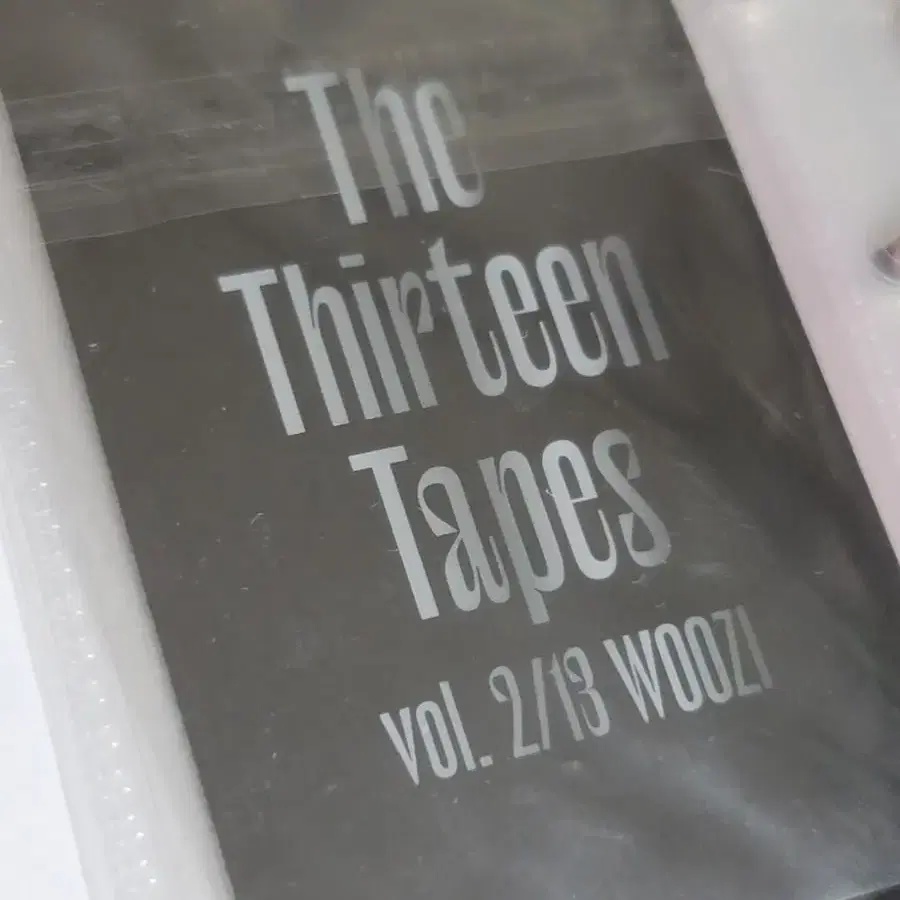 The
Thirteen
Tapes
vol. 2/13 WOOZI